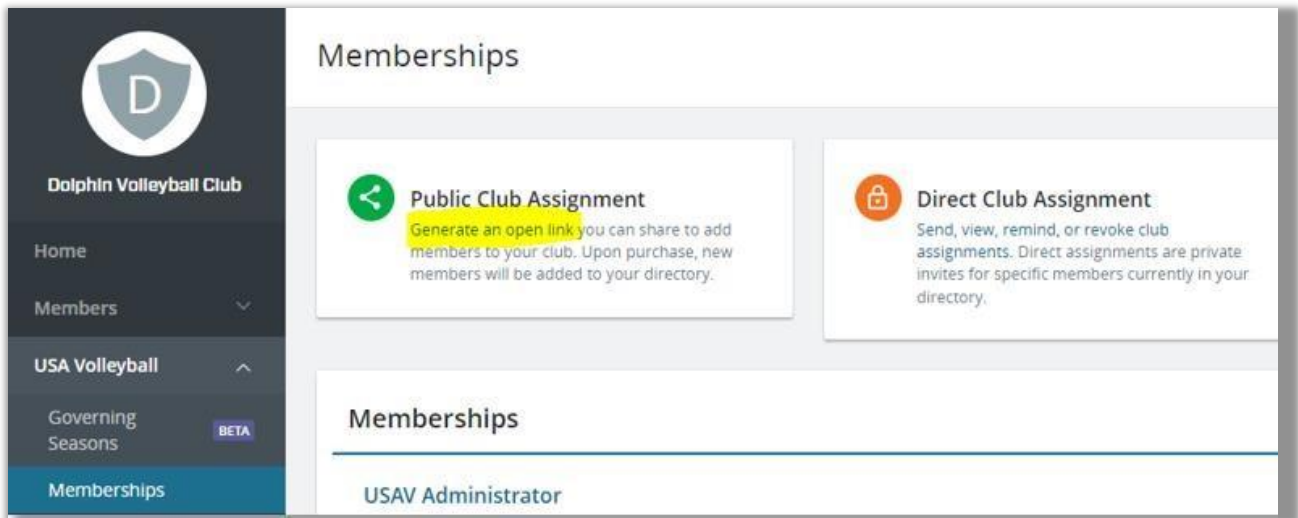 D
Dolphin Volleyball Club
Home
Members
USA Volleyball
Governing
Seasons
BETA
Memberships
Memberships
Public Club Assignment
Generate an open link you can share to add
members to your club. Upon purchase, new
members will be added to your directory.
Direct Club Assignment
Send, view, remind, or revoke club
assignments. Direct assignments are private
invites for specific members currently in your
directory.
Memberships
USAV Administrator